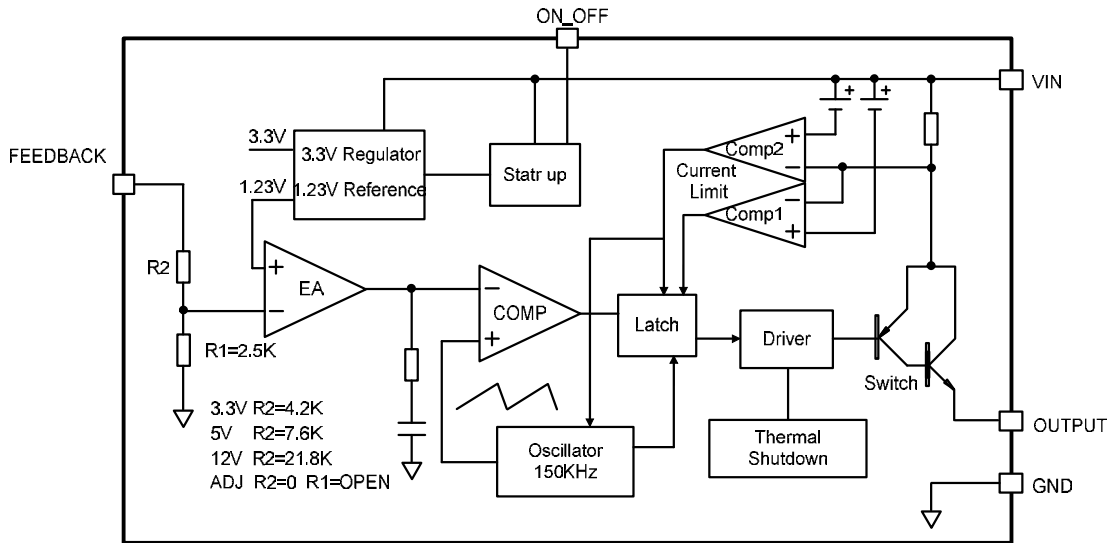 ON_OFF
VIN
FEEDBACK
3.3V
3.3V Regulator
1.23V
1.23V Reference
Statr up
+
+
+
Comp2
−
Current
Limit
−
Comp1
+
R2
+
EA
−
−
COMP
+
Latch
Driver
R1=2.5K
Switch
3.3V R2=4.2K
5V R2=7.6K
12V R2=21.8K
ADJ R2=0 R1=OPEN
Oscillator
150KHz
Thermal
Shutdown
OUTPUT
GND